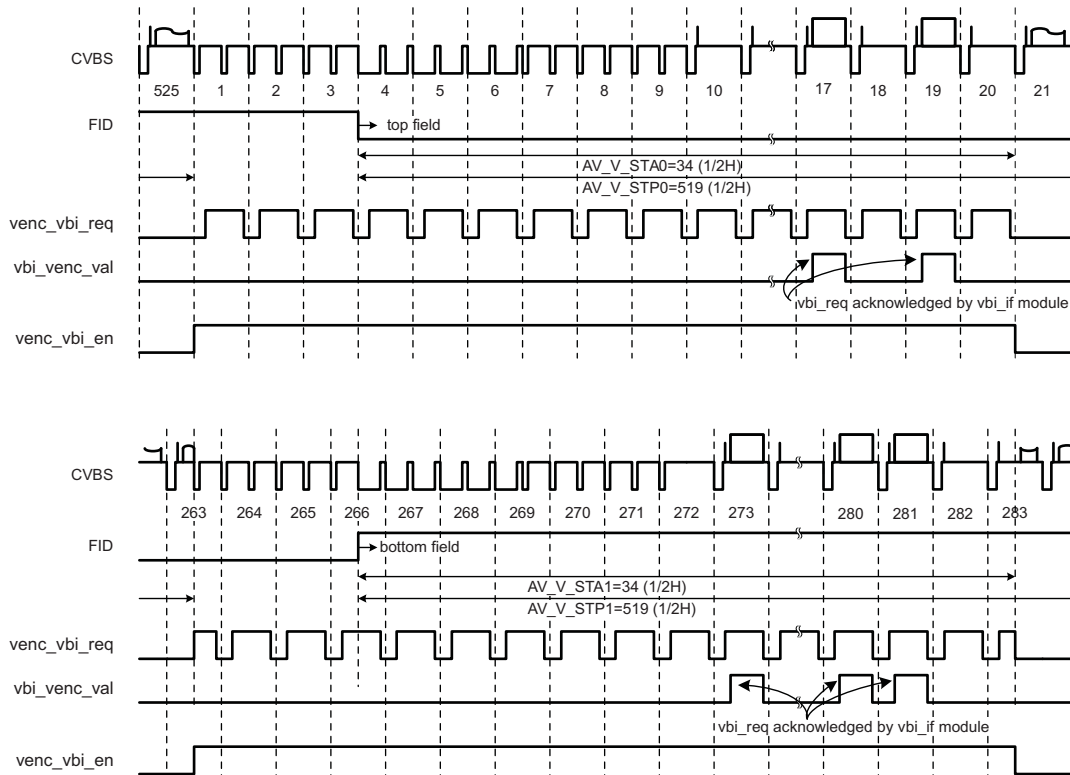 CVBS
525 1 2 3 4 5 6 7 8 9 10 17 18 19 20 21
FID
top field
AV_V_STA0=34 (1/2H)
AV_V_STP0=519 (1/2H)
venc_vbi_req
vbi_venc_val
vbi_req acknowledged by vbi_if module
venc_vbi_en
CVBS
263 264 265 266 267 268 269 270 271 272 273 280 281 282 283
FID
bottom field
AV_V_STA1=34 (1/2H)
AV_V_STP1=519 (1/2H)
venc_vbi_req
vbi_venc_val
vbi_req acknowledged by vbi_if module
venc_vbi_en